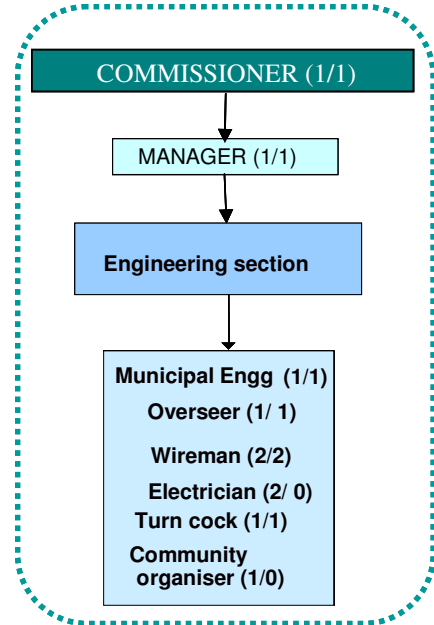 COMMISSIONER (1/1)
MANAGER (1/1)
Engineering section
Municipal Engg (1/1)
Overseer (1/ 1)
Wireman (2/2)
Electrician (2/ 0)
Turn cock (1/1)
Community
organiser (1/0)